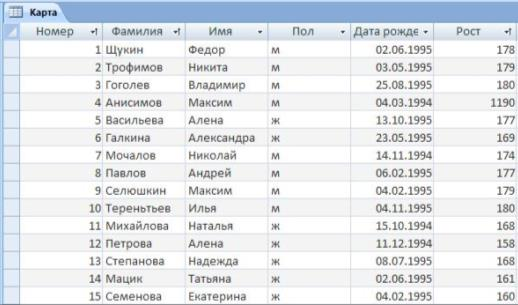 Карта
Номер Фамилия Имя Пол Дата рожде Рост
1 Щукин Федор м 02.06.1995 178
2 Трофимов Никита м 03.05.1995 179
3 Гоголев Владимир м 25.08.1995 180
4 Анисимов Максим м 04.03.1994 1190
5 Васильева Алена ж 13.10.1995 177
6 Галкина Александра ж 23.05.1995 169
7 Мочалов Николай м 14.11.1994 174
8 Павлов Андрей м 06.02.1995 177
9 Селюшкин Максим м 04.02.1995 179
10 Тереньтьев Илья м 04.11.1995 180
11 Михайлова Наталья ж 15.10.1994 168
12 Петрова Алена ж 11.12.1994 158
13 Степанова Надежда ж 08.07.1995 168
14 Мацик Татьяна ж 02.06.1995 161
15 Семенова Екатерина ж 04.02.1995 160